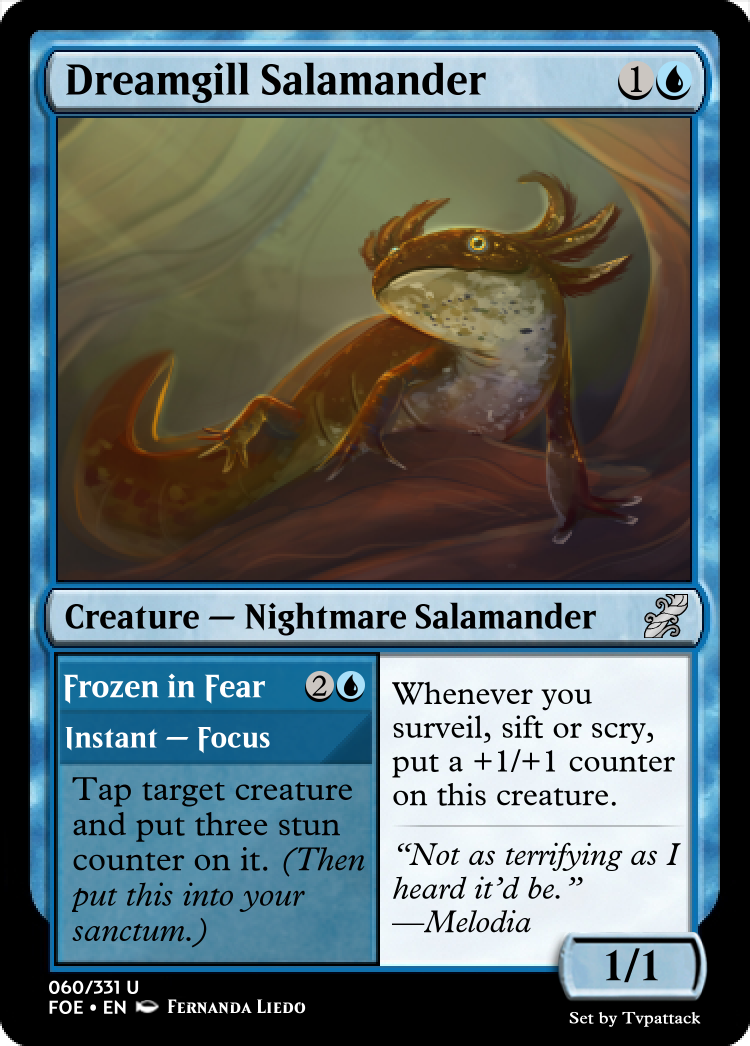 Dreamgill Salamander 1
Creature — Nightmare Salamander
Frozen in Fear 2
Instant — Focus
Tap target creature
and put three stun
counter on it. (Then
put this into your
sanctum.)
Whenever you
surveil, sift or scry,
put a +1/+1 counter
on this creature.
“Not as terrifying as I
heard it’d be.”
—Melodia
1/1
060/331 U
FOE • EN Fernanda Liedo
Set by Tvpattack